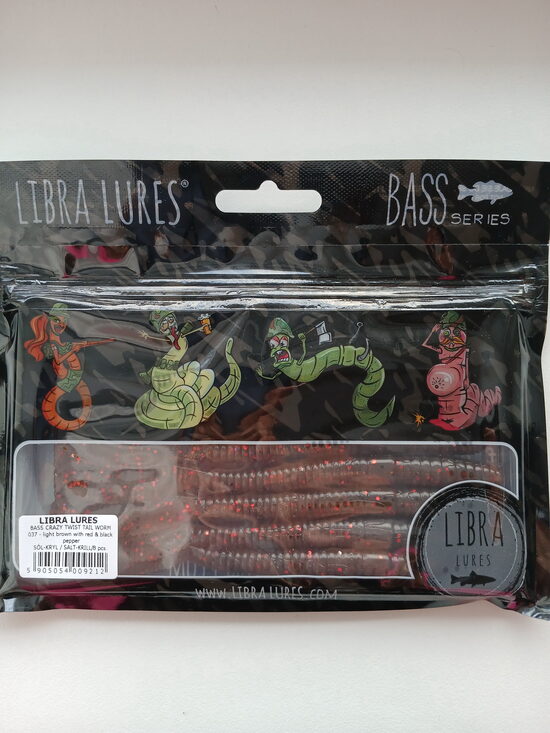 LIBRA LURES®
BASS
SERIES
LIBRA LURES
BASS CRAZY TWIST TAIL WORM
037 - light brown with red & black
pepper
SÓL-KRYL / SALT-KRILL/8 pcs.
5 905054 009212
LIBRA
LURES
WWW.LIBRALURES.COM